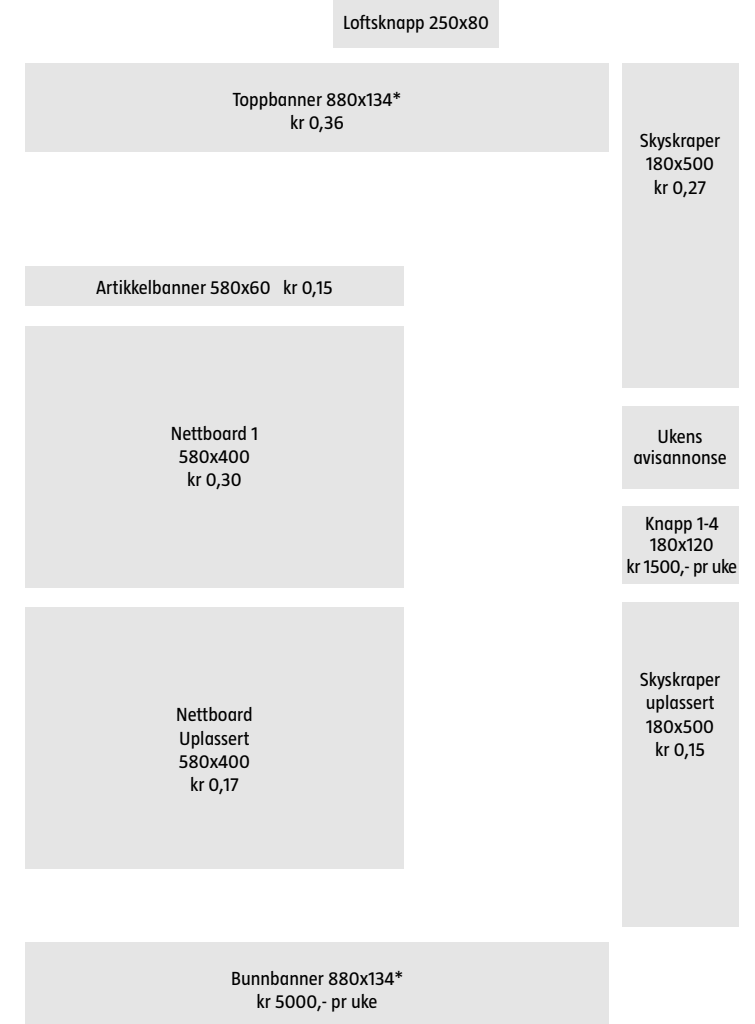 Loftsknapp 250x80
Toppbanner 880x134*
kr 0,36
Skyskraper
180x500
kr 0,27
Artikkelbanner 580x60   kr 0,15
Nettboard 1
580x400
kr 0,30
Ukens
avisannonse
Knapp 1-4
180x120
kr 1500,- pr uke
Nettboard
Uplassert
580x400
kr 0,17
Skyskraper
uplassert
180x500
kr 0,15
Bunnbanner 880x134*
kr 5000,- pr uke